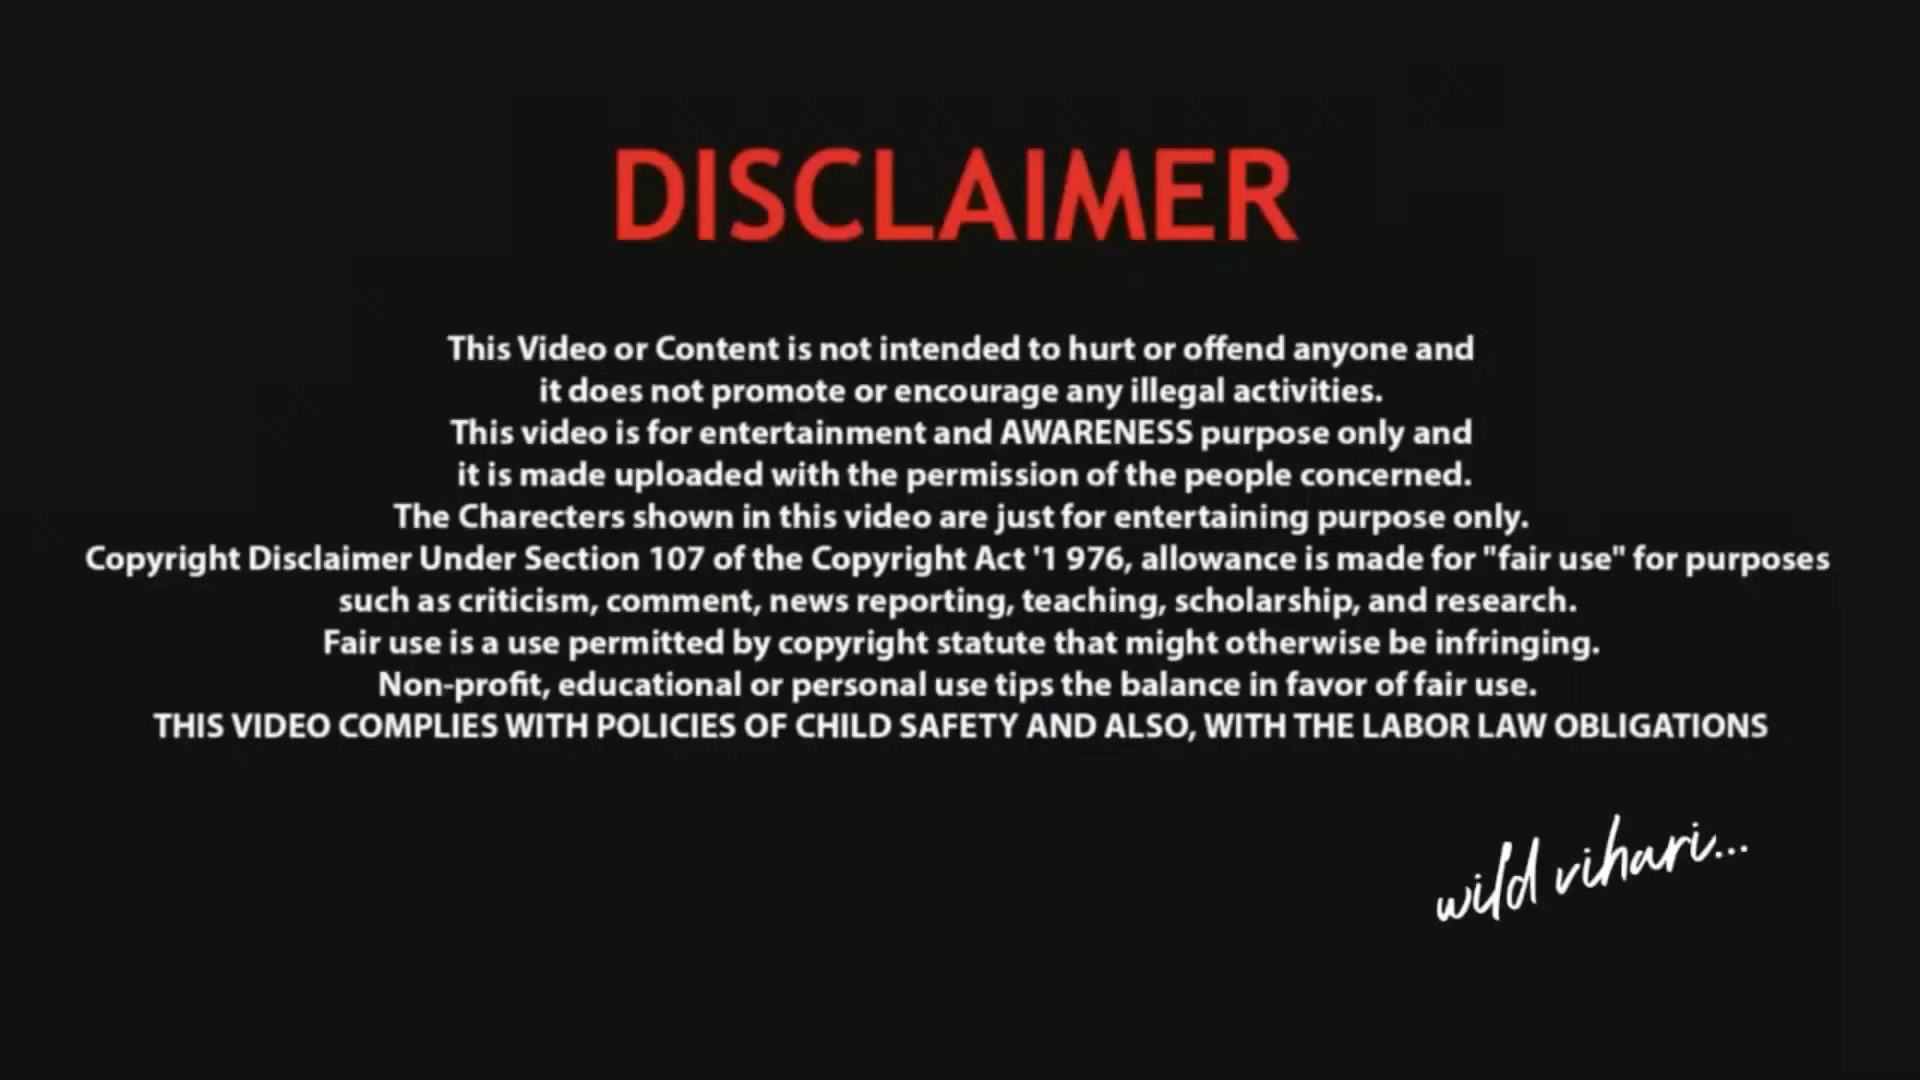 DISCLAIMER
This Video or Content is not intended to hurt or offend anyone and
it does not promote or encourage any illegal activities.
This video is for entertainment and AWARENESS purpose only and
it is made uploaded with the permission of the people concerned.
The Charecters shown in this video are just for entertaining purpose only.
Copyright Disclaimer Under Section 107 of the Copyright Act '1 976, allowance is made for "fair use" for purposes
such as criticism, comment, news reporting, teaching, scholarship, and research.
Fair use is a use permitted by copyright statute that might otherwise be infringing.
Non-profit, educational or personal use tips the balance in favor of fair use.
THIS VIDEO COMPLIES WITH POLICIES OF CHILD SAFETY AND ALSO, WITH THE LABOR LAW OBLIGATIONS
wild vihari...